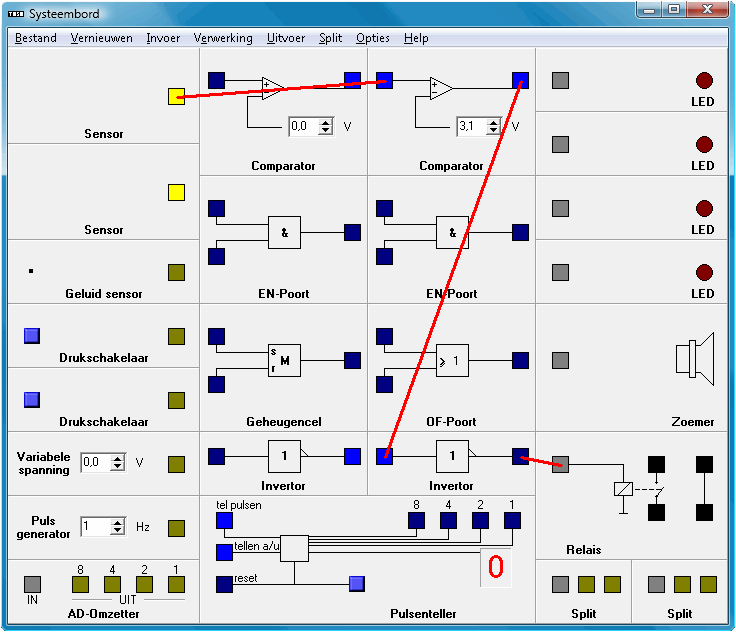 Systeembord
Bestand Vernieuwen Invoer Verwerking Uitvoer Split Opties Help
Sensor
+
0,0 V
Comparator
+
3,1 V
Comparator
LED
LED
Sensor
&
EN-Poort
&
EN-Poort
LED
LED
Geluid sensor
Drukschakelaar
Drukschakelaar
s
r
M
Geheugencel
> 1
OF-Poort
Zoemer
Variabele
spanning
0,0 V
1
Invertor
1
Invertor
Relais
Puls
generator
1 Hz
tel pulsen
tellen a/u
reset
8 4 2 1
0
Pulsenteller
8 4 2 1
IN
UIT
AD-Omzetter
Split
Split